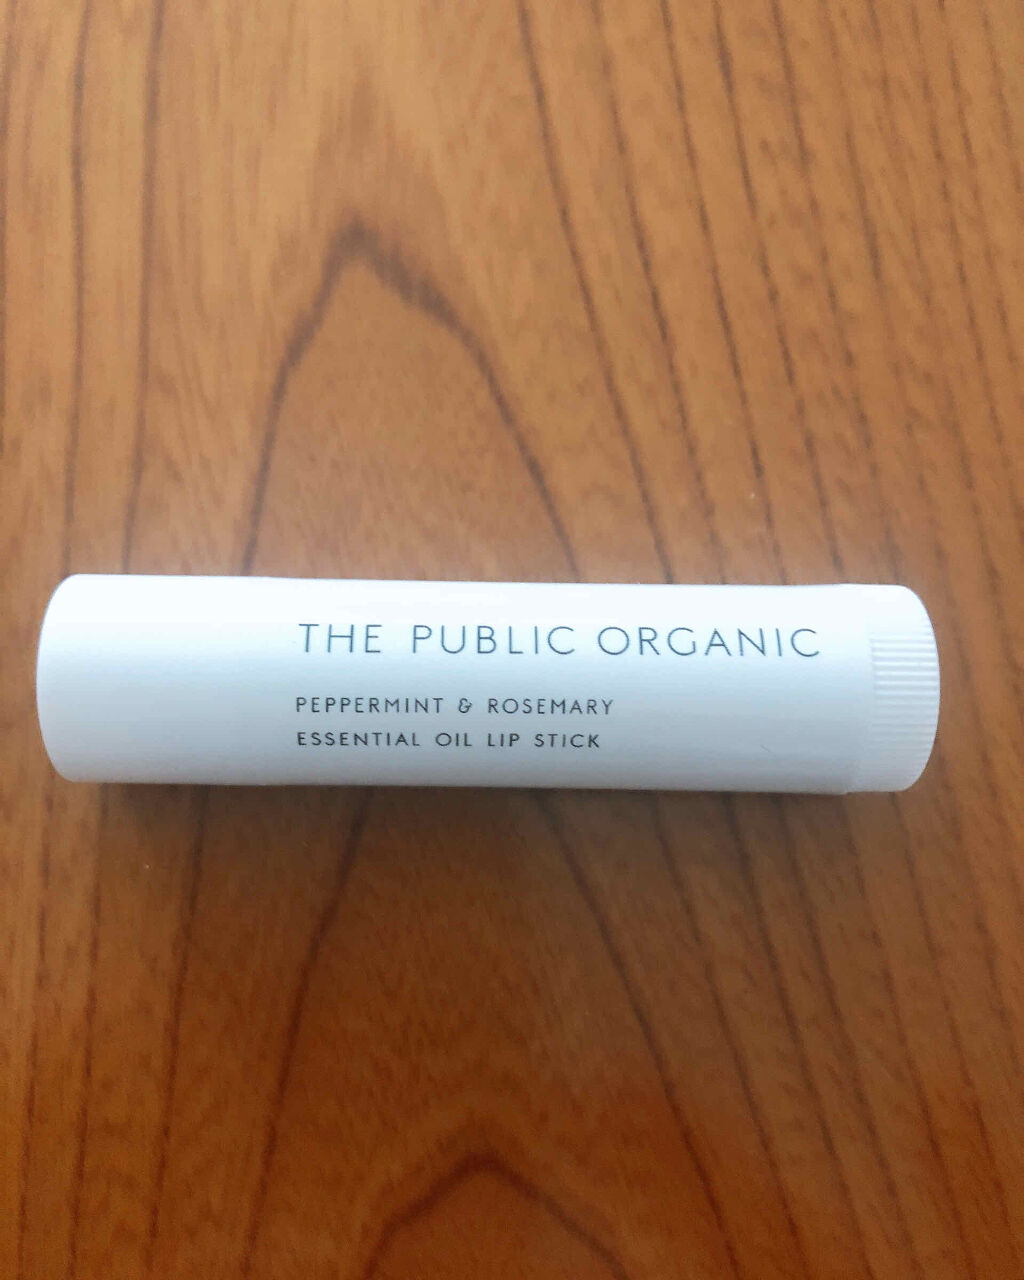 THE PUBLIC ORGANIC
PEPPERMINT & ROSEMARY
ESSENTIAL OIL LIP STICK